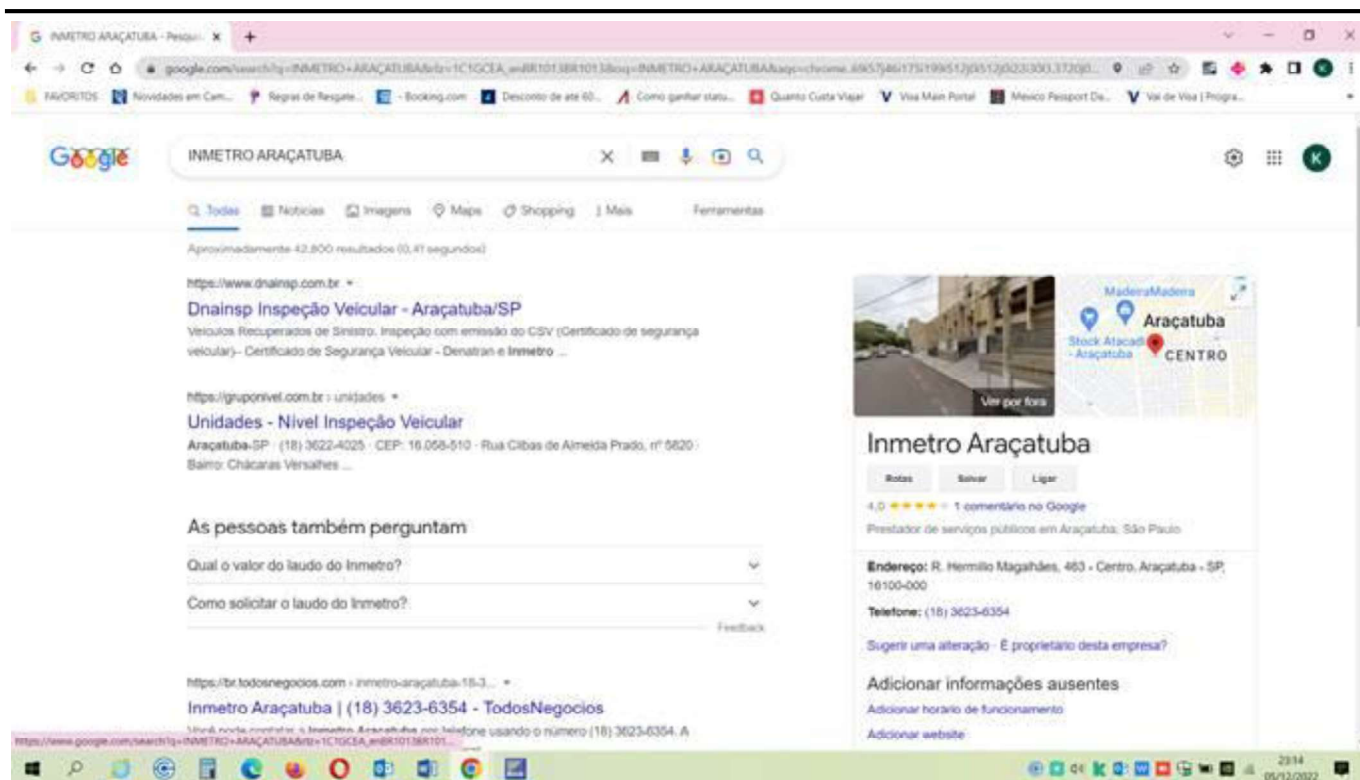 INMETRO ARAÇATUBA - Pesqui
FAVORITOS Novidades em Cam... Regras de Resgate... - Booking.com Desconto de até 60... Como ganhar statu... Quanto Custa Viajar Visa Main Portal Mexico Passport De... Vai de Visa | Progra...
Google
INMETRO ARAÇATUBA
K
Todas Notícias Imagens Maps Shopping Mais Ferramentas
Aproximadamente 42.800 resultados (0,41 segundos)
https://www.dnainsp.com.br
Dnainsp Inspeção Veicular - Araçatuba/SP
Veículos Recuperados de Sinistro. Inspeção com emissão do CSV (Certificado de segurança
veicular)- Certificado de Segurança Veicular - Denatran e Inmetro ...
https://gruponivel.com.br › unidades
Unidades - Nivel Inspeção Veicular
Araçatuba-SP · (18) 3622-4025 · CEP: 16.058-510 · Rua Clibas de Almeida Prado, nº 5820 ·
Bairro: Chácaras Versalhes ...
As pessoas também perguntam
Qual o valor do laudo do Inmetro?
Como solicitar o laudo do Inmetro?
Feedback
https://br.todosnegocios.com › inmetro-araçatuba-18-3...
Inmetro Araçatuba | (18) 3623-6354 - TodosNegocios
Você pode contatar a Inmetro Araçatuba por telefone usando o número (18) 3623-6354. A
Ver por fora
MadeiraMadeira
Araçatuba
Stock Atacadi
- Araçatuba
CENTRO
Inmetro Araçatuba
Rotas Salvar Ligar
4,0 1 comentário no Google
Prestador de serviços públicos em Araçatuba, São Paulo
Endereço: R. Hermilio Magalhães, 463 - Centro, Araçatuba - SP,
16100-000
Telefone: (18) 3623-6354
Sugerir uma alteração · É proprietário desta empresa?
Adicionar informações ausentes
Adicionar horário de funcionamento
Adicionar website
23:14
05/12/2022